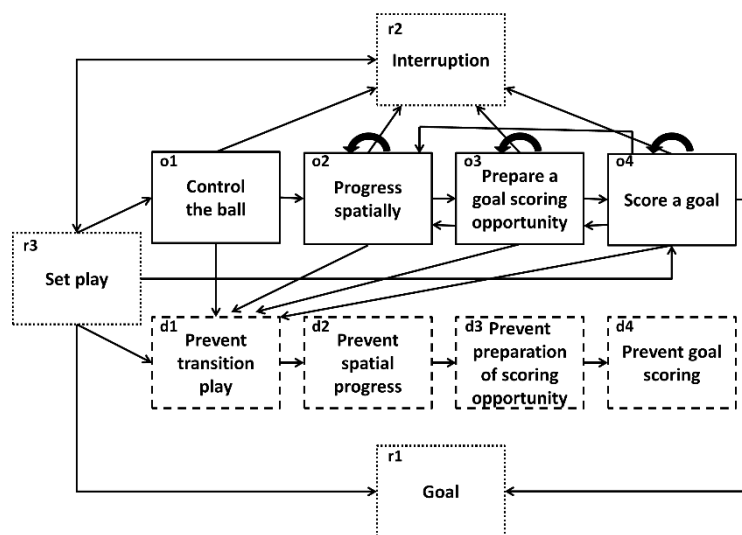 r2
Interruption
o1
Control
the ball
o2
Progress
spatially
o3
Prepare a
goal scoring
opportunity
o4
Score a goal
r3
Set play
d1
Prevent
transition
play
d2
Prevent
spatial
progress
d3
Prevent
preparation
of scoring
opportunity
d4
Prevent goal
scoring
r1
Goal